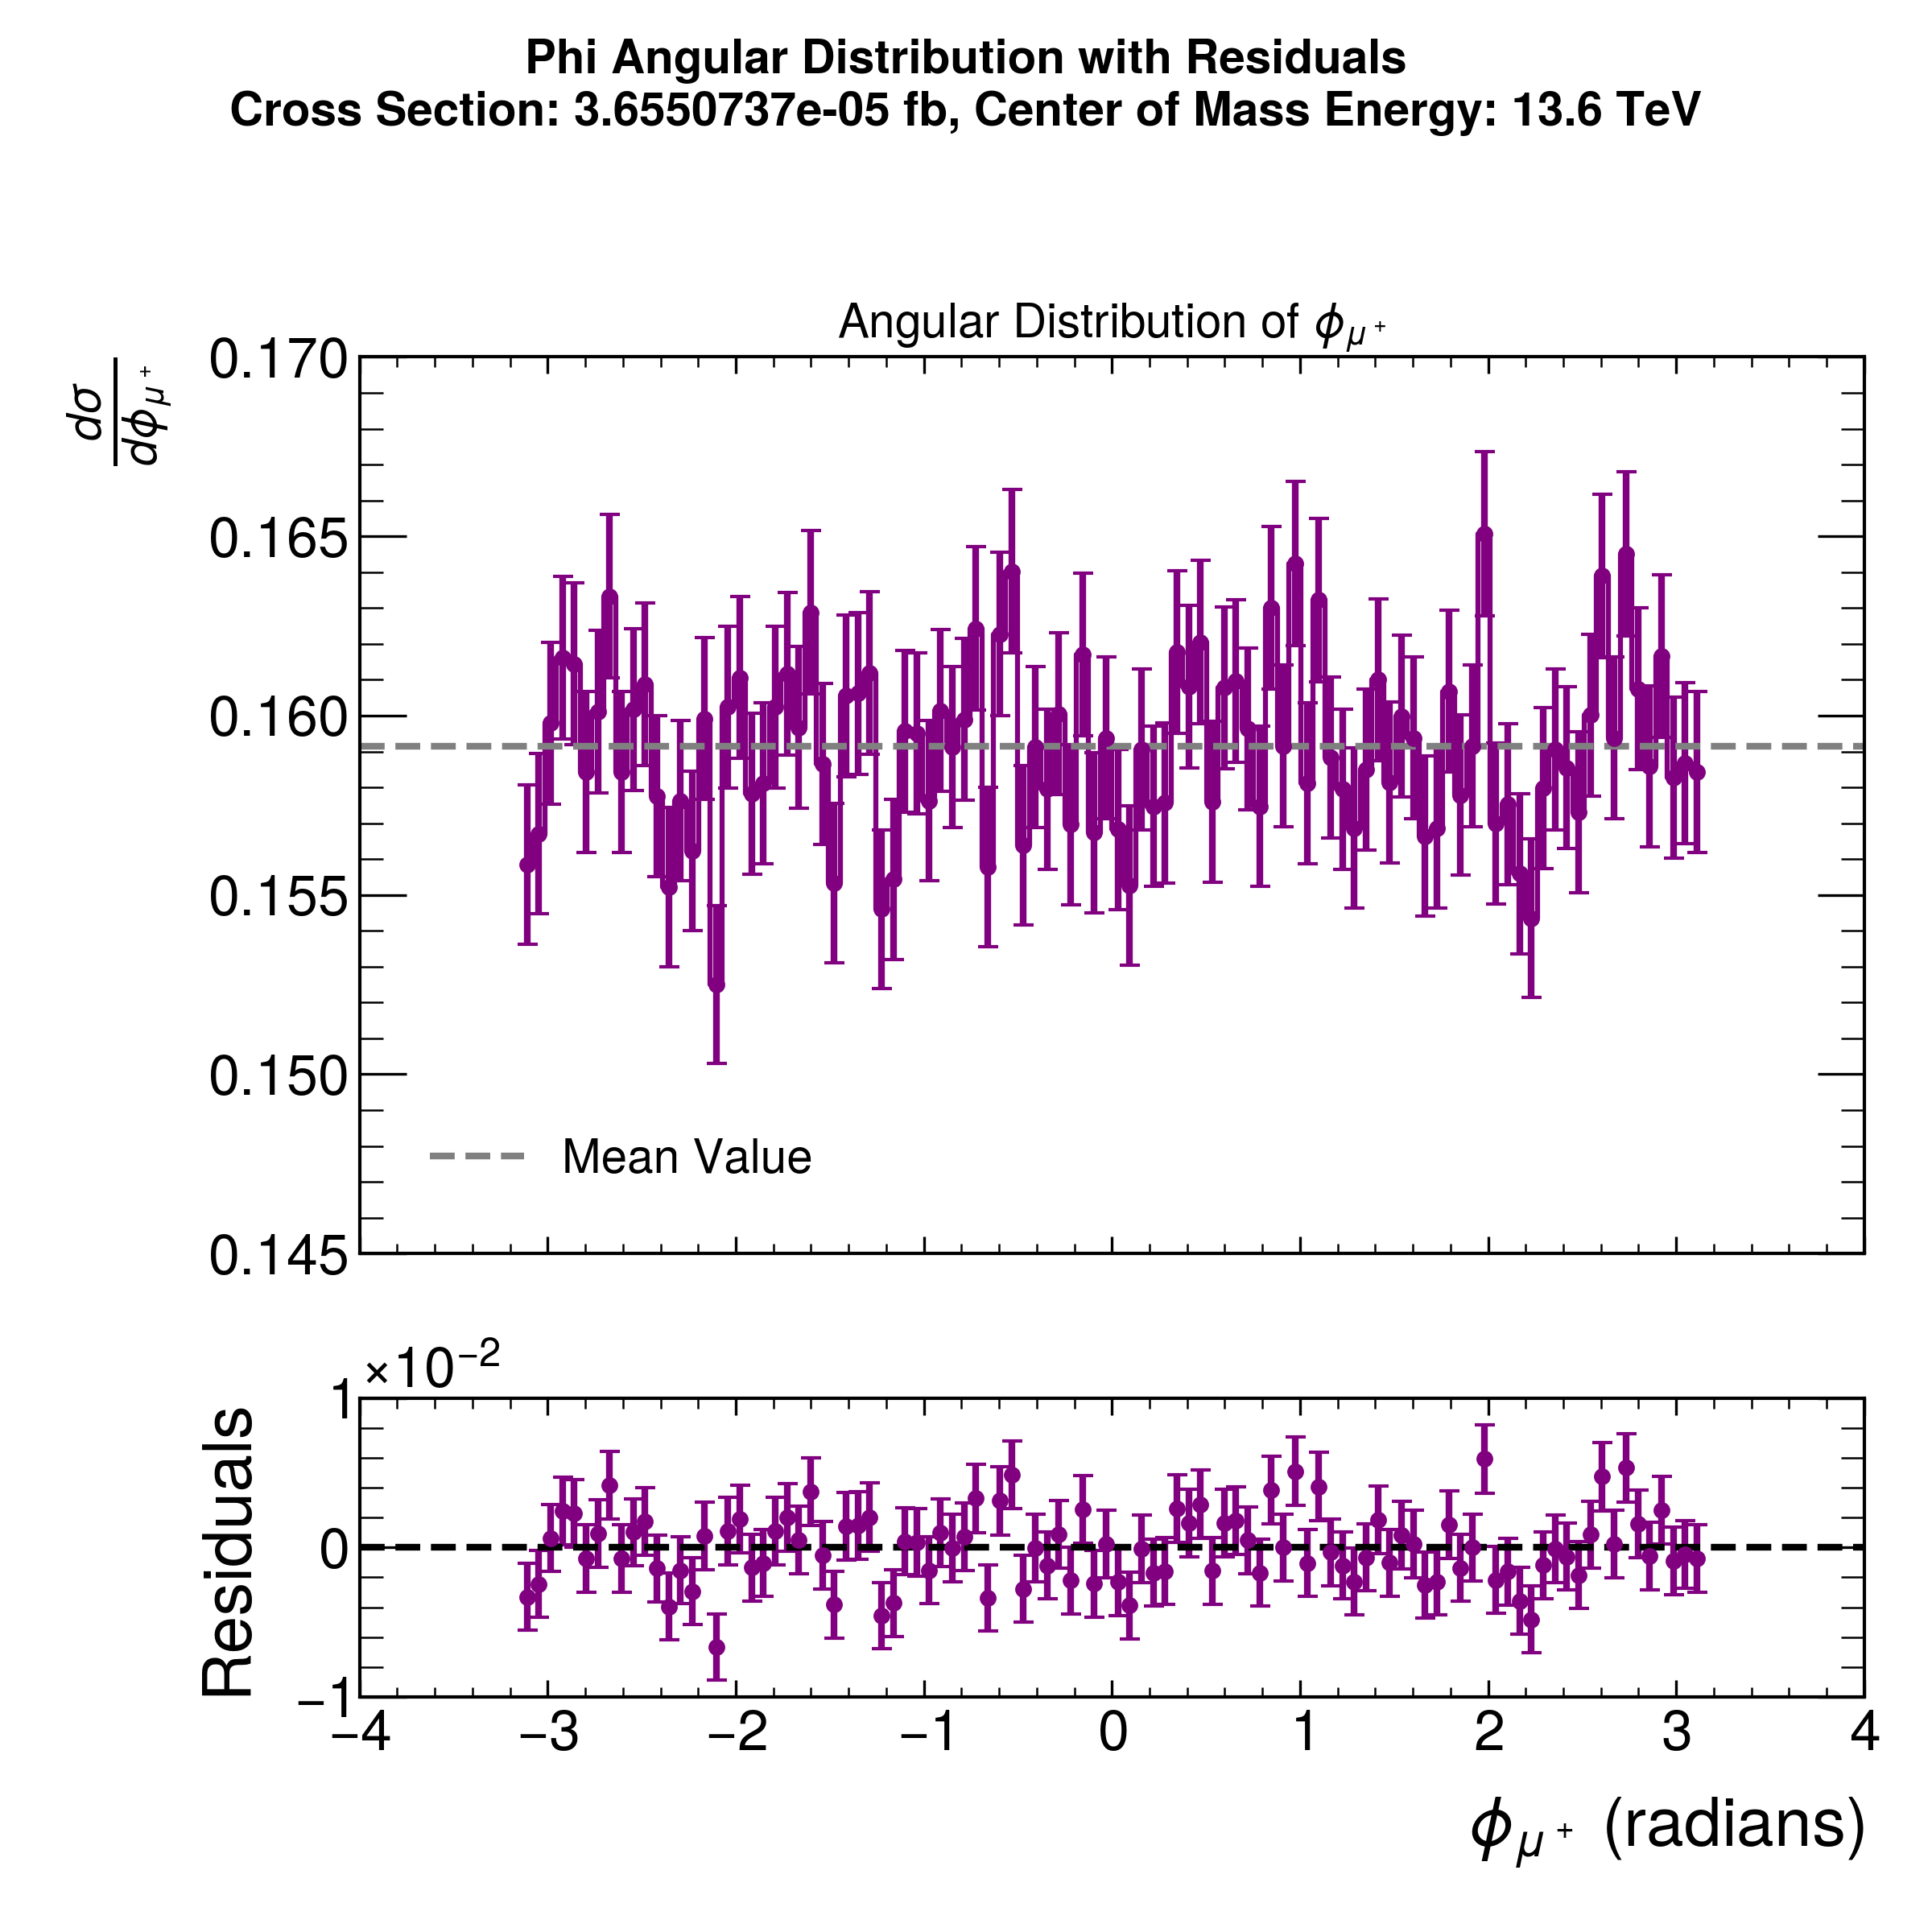 Phi Angular Distribution with Residuals
Cross Section: 3.6550737e-05 fb, Center of Mass Energy: 13.6 TeV
Angular Distribution of ϕμ⁺
dσ
dϕμ⁺
0.170
0.165
0.160
0.155
0.150
0.145
Mean Value
×10⁻²
Residuals
1
0
−1
−4 −3 −2 −1 0 1 2 3 4
ϕμ⁺ (radians)